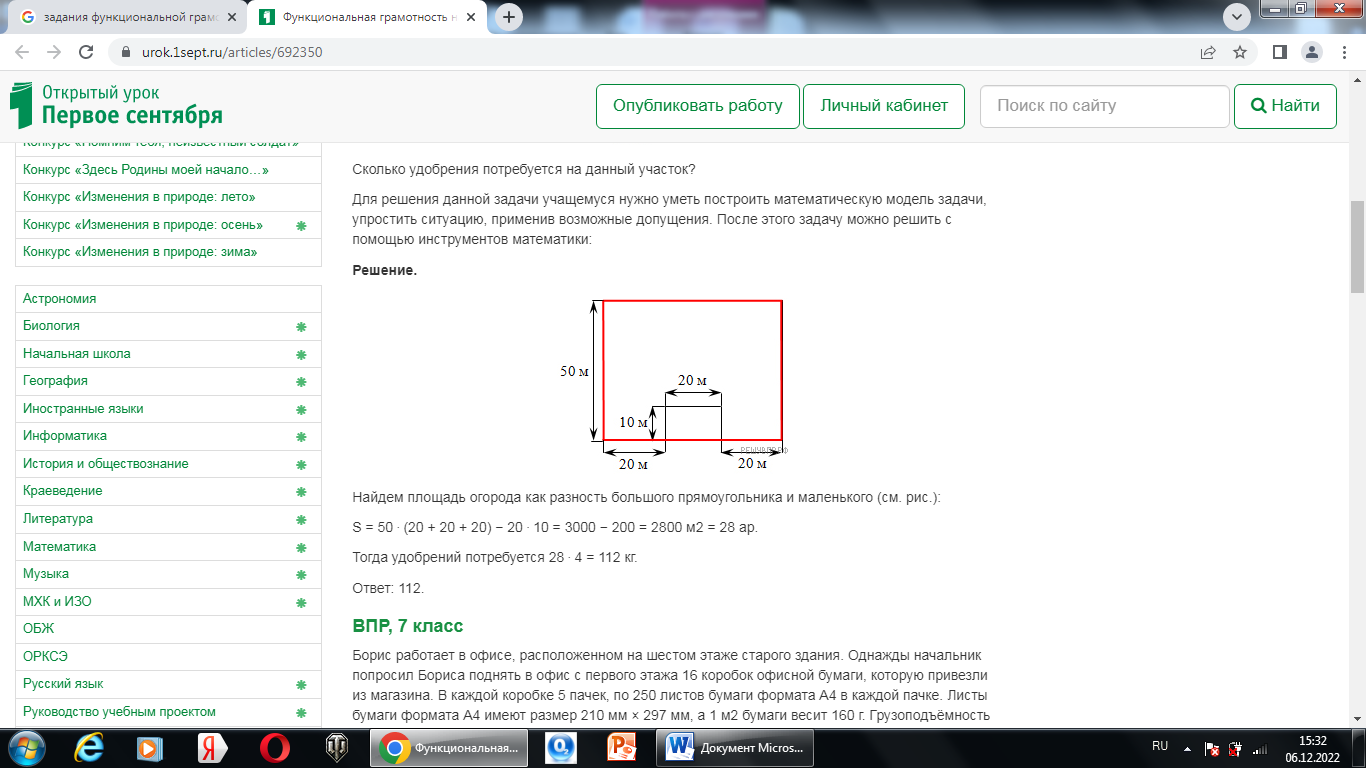 задания функциональной грам
Функциональная грамотность н
urok.1sept.ru/articles/692350
Открытый урок
Первое сентября
Опубликовать работу
Личный кабинет
Поиск по сайту
Найти
Конкурс «Помним тебя, неизвестный солдат»
Конкурс «Здесь Родины моей начало…»
Конкурс «Изменения в природе: лето»
Конкурс «Изменения в природе: осень»
Конкурс «Изменения в природе: зима»
Астрономия
Биология
Начальная школа
География
Иностранные языки
Информатика
История и обществознание
Краеведение
Литература
Математика
Музыка
МХК и ИЗО
ОБЖ
ОРКСЭ
Русский язык
Руководство учебным проектом
Сколько удобрения потребуется на данный участок?
Для решения данной задачи учащемуся нужно уметь построить математическую модель задачи,
упростить ситуацию, применив возможные допущения. После этого задачу можно решить с
помощью инструментов математики:
Решение.
50 м
20 м
10 м
20 м
20 м
РЕШУВПР.РФ
Найдем площадь огорода как разность большого прямоугольника и маленького (см. рис.):
S = 50 · (20 + 20 + 20) − 20 · 10 = 3000 − 200 = 2800 м2 = 28 ар.
Тогда удобрений потребуется 28 · 4 = 112 кг.
Ответ: 112.
ВПР, 7 класс
Борис работает в офисе, расположенном на шестом этаже старого здания. Однажды начальник
попросил Бориса поднять в офис с первого этажа 16 коробок офисной бумаги, которую привезли
из магазина. В каждой коробке 5 пачек, по 250 листов бумаги формата А4 в каждой пачке. Листы
бумаги формата А4 имеют размер 210 мм × 297 мм, а 1 м2 бумаги весит 160 г. Грузоподъёмность
Функциональная...
Документ Micros...
RU
15:32
06.12.2022